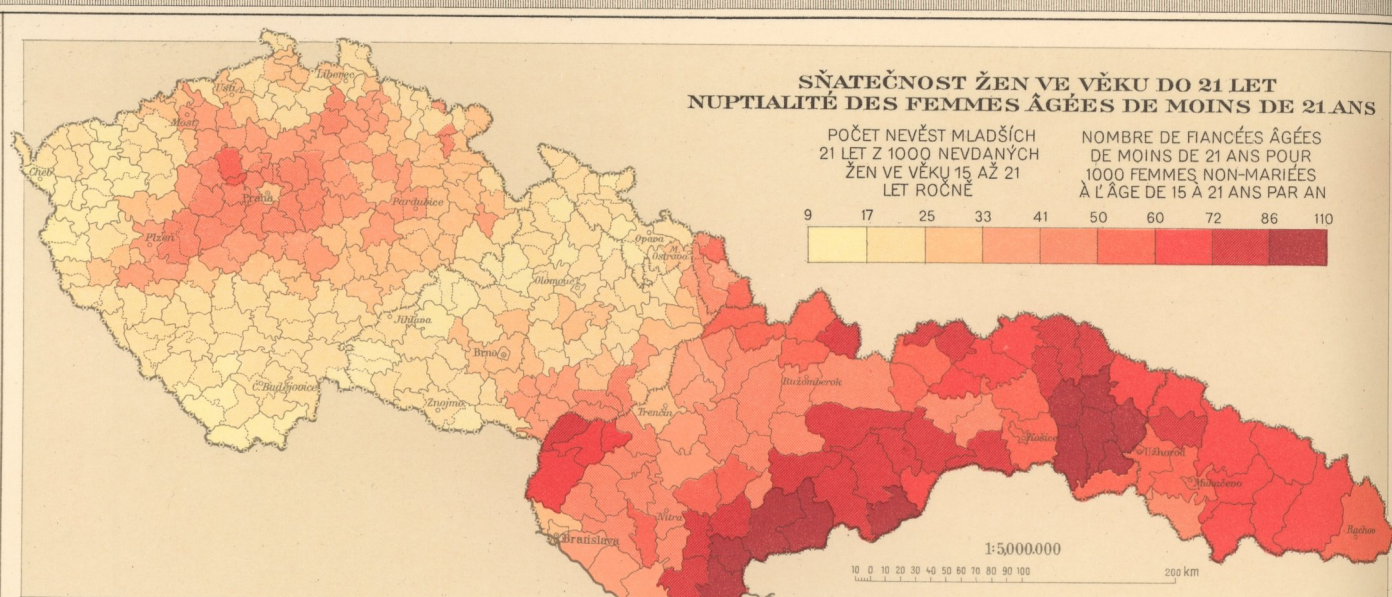 SŇATEČNOST ŽEN VE VĚKU DO 21 LET
NUPTIALITÉ DES FEMMES ÂGÉES DE MOINS DE 21 ANS
POČET NEVĚST MLADŠÍCH
21 LET Z 1000 NEVDANÝCH
ŽEN VE VĚKU 15 AŽ 21
LET ROČNĚ
NOMBRE DE FIANCÉES ÂGÉES
DE MOINS DE 21 ANS POUR
1000 FEMMES NON-MARIÉES
À L'ÂGE DE 15 À 21 ANS PAR AN
9 17 25 33 41 50 60 72 86 110
Liberec
Ústí
Most
Cheb
Praha
Pardubice
Plzeň
Opava
M. Ostrava
Olomouc
Jihlava
Brno
Č. Budějovice
Znojmo
Ružomberok
Trenčín
Košice
Užhorod
Mukačevo
Nitra
Bratislava
Rachov
1:5,000.000
10 0 10 20 30 40 50 60 70 80 90 100 200 km